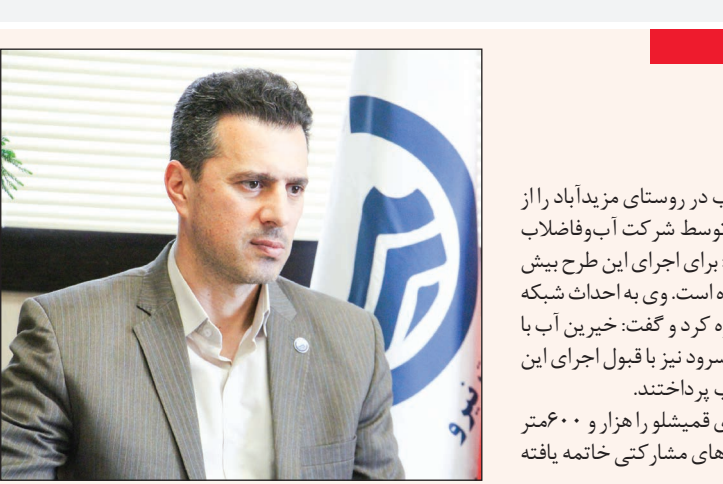 ب در روستای مزیدآباد را از
توسط شرکت آب‌وفاضلاب
برای اجرای این طرح بیش
ه است. وی به احداث شبکه
ه کرد و گفت: خیرین آب با
سرود نیز با قبول اجرای این
ب پرداختند.
ی قمیشلو را هزار و ۶۰۰متر
‌های مشارکتی خاتمه یافته
نیرو